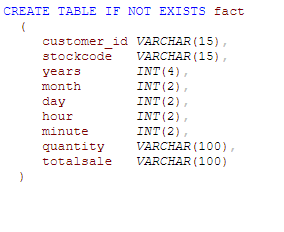 CREATE TABLE IF NOT EXISTS fact
(
customer_id VARCHAR(15),
stockcode VARCHAR(15),
years INT(4),
month INT(2),
day INT(2),
hour INT(2),
minute INT(2),
quantity VARCHAR(100),
totalsale VARCHAR(100)
)